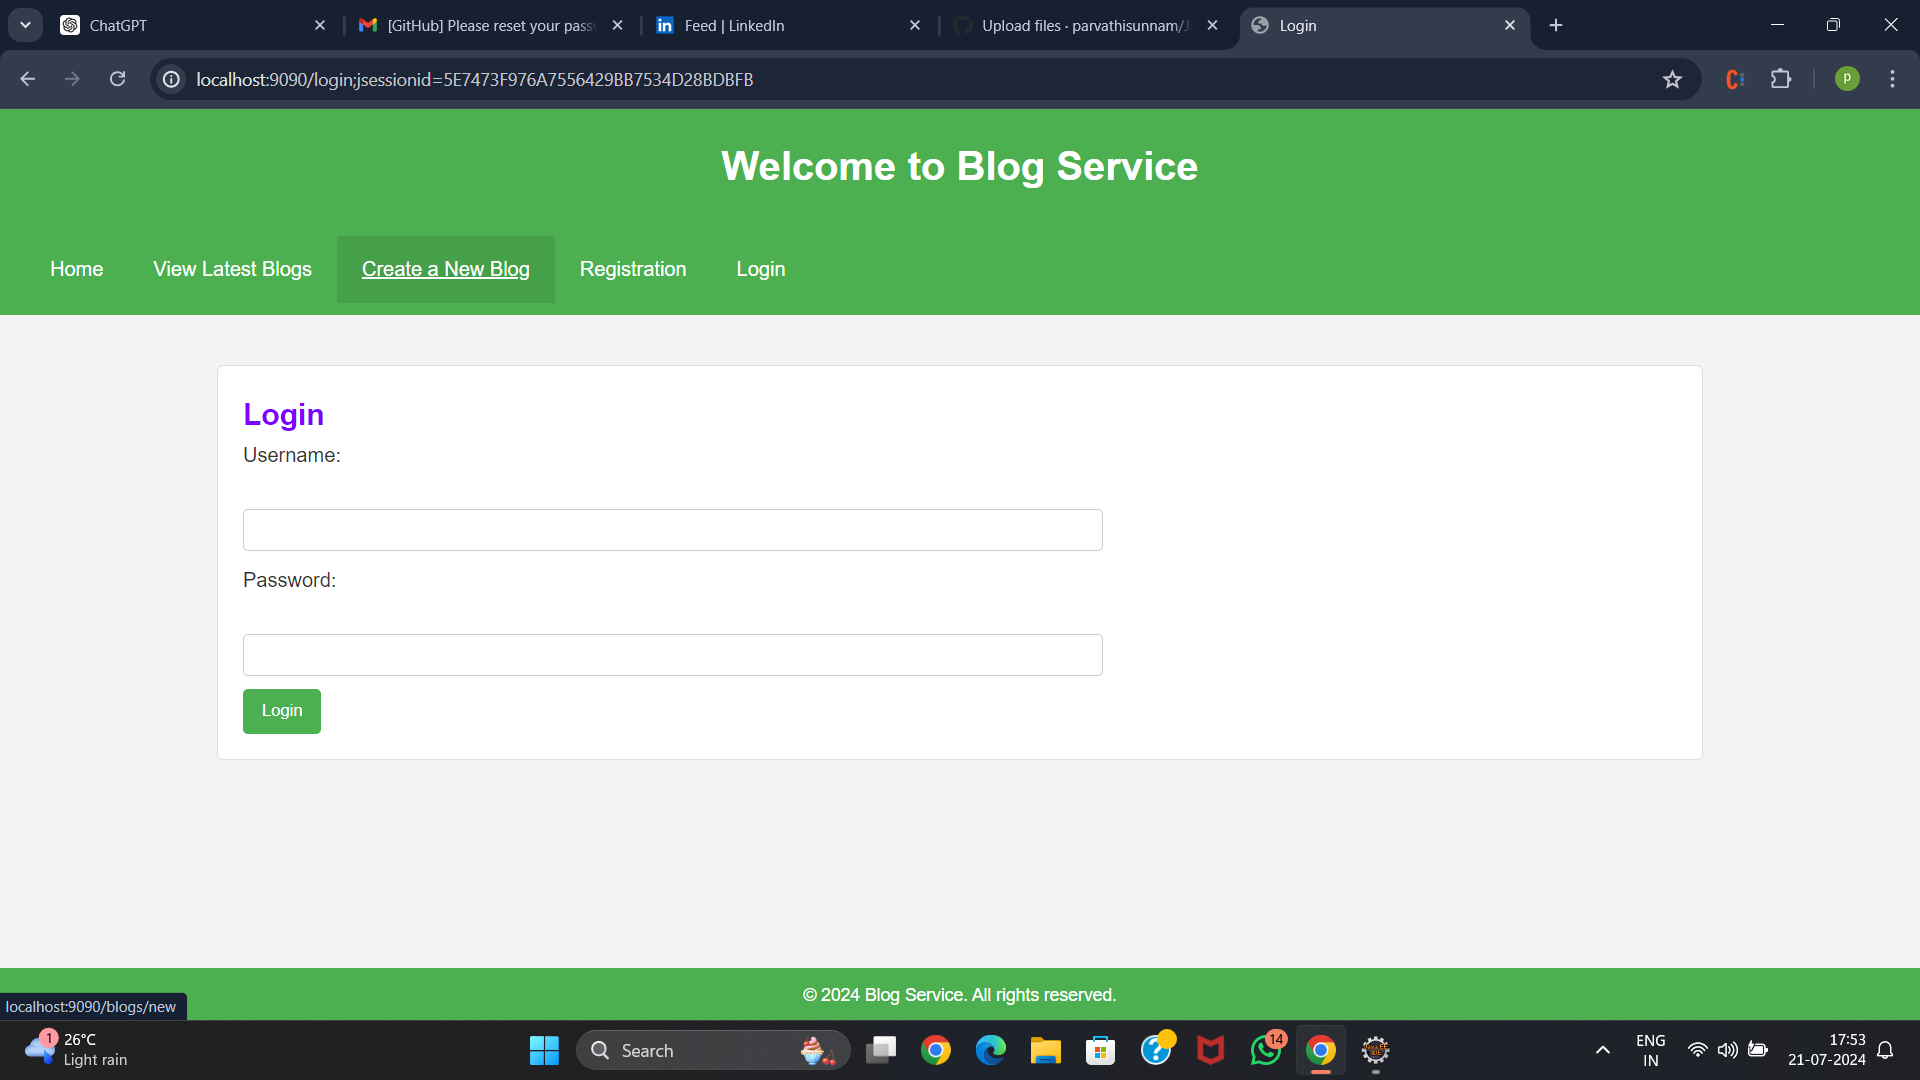 ChatGPT
[GitHub] Please reset your pass
Feed | LinkedIn
Upload files · parvathisunnam/J
Login
localhost:9090/login;jsessionid=5E7473F976A7556429BB7534D28BDBFB
p
Welcome to Blog Service
Home
View Latest Blogs
Create a New Blog
Registration
Login
Login
Username:
Password:
Login
© 2024 Blog Service. All rights reserved.
localhost:9090/blogs/new
1
26°C
Light rain
Search
14
ENG
IN
17:53
21-07-2024